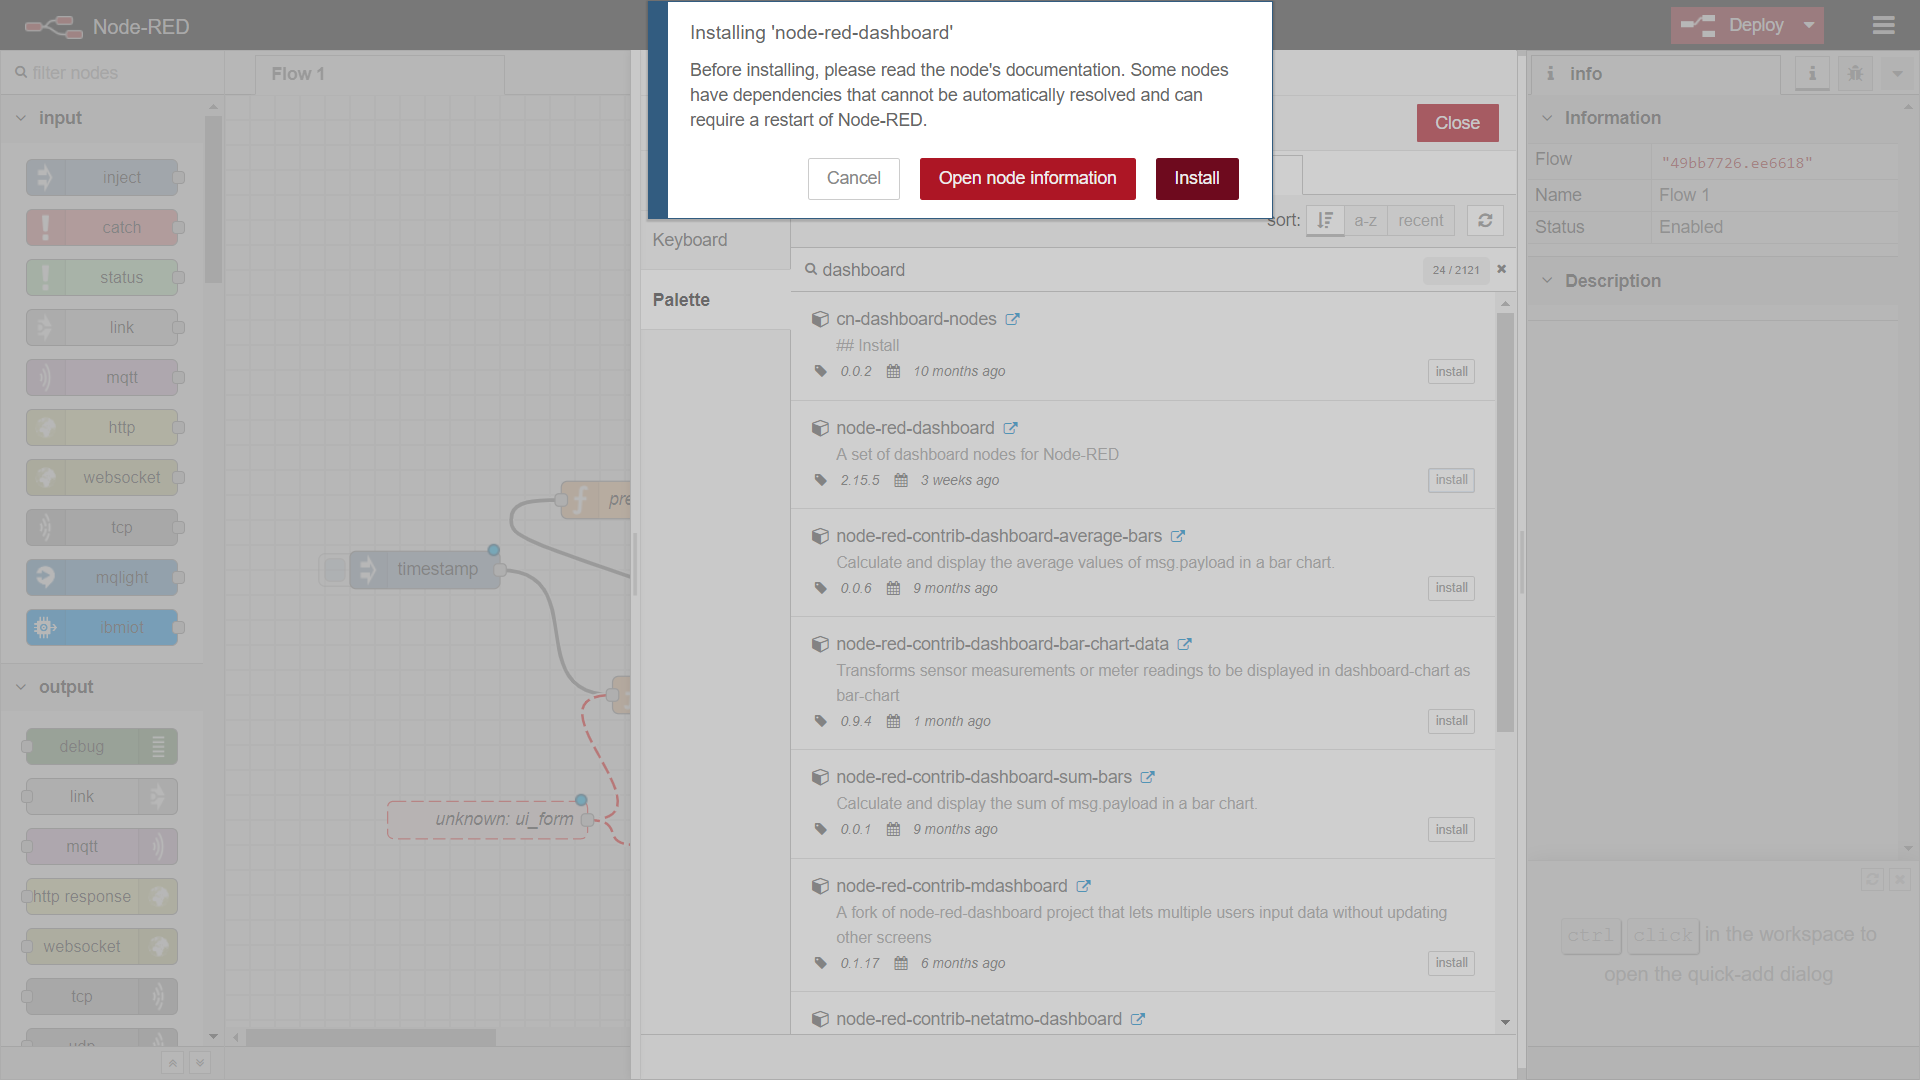 Node-RED
Deploy
filter nodes
Flow 1
input
inject
catch
status
link
mqtt
http
websocket
tcp
mqlight
ibmiot
output
debug
link
mqtt
http response
websocket
tcp
udp
timestamp
unknown: ui_form
pre
Installing 'node-red-dashboard'
Before installing, please read the node's documentation. Some nodes
have dependencies that cannot be automatically resolved and can
require a restart of Node-RED.
Cancel
Open node information
Install
Close
Keyboard
Palette
sort:
a-z
recent
dashboard
24 / 2121
cn-dashboard-nodes
## Install
0.0.2 10 months ago
install
node-red-dashboard
A set of dashboard nodes for Node-RED
2.15.5 3 weeks ago
install
node-red-contrib-dashboard-average-bars
Calculate and display the average values of msg.payload in a bar chart.
0.0.6 9 months ago
install
node-red-contrib-dashboard-bar-chart-data
Transforms sensor measurements or meter readings to be displayed in dashboard-chart as
bar-chart
0.9.4 1 month ago
install
node-red-contrib-dashboard-sum-bars
Calculate and display the sum of msg.payload in a bar chart.
0.0.1 9 months ago
install
node-red-contrib-mdashboard
A fork of node-red-dashboard project that lets multiple users input data without updating
other screens
0.1.17 6 months ago
install
node-red-contrib-netatmo-dashboard
info
Information
Flow "49bb7726.ee6618"
Name Flow 1
Status Enabled
Description
ctrl click in the workspace to
open the quick-add dialog